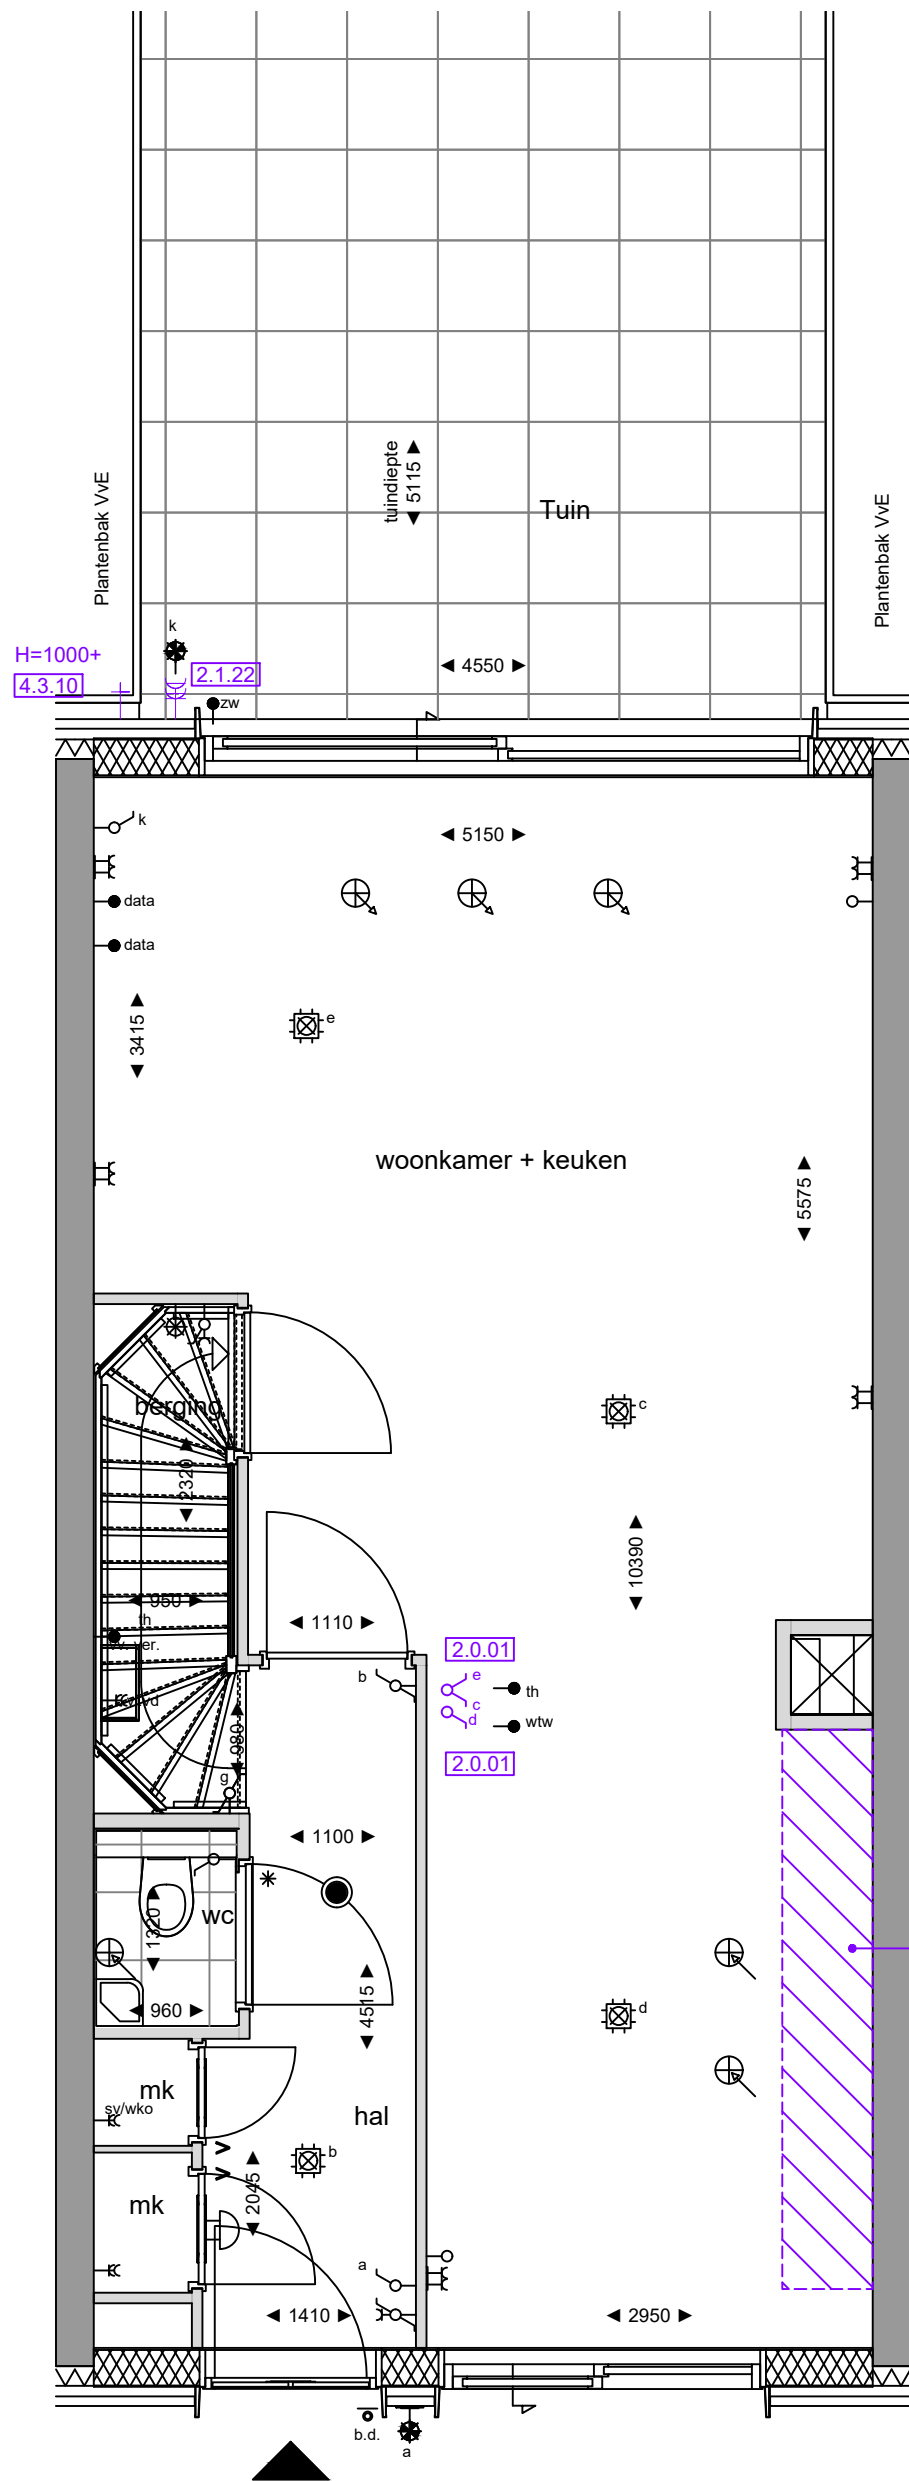 Plantenbak VvE
tuindiepte
5115
Tuin
Plantenbak VvE
k
H=1000+
4.3.10
2.1.22
zw
4550
k
5150
data
data
3415
e
woonkamer + keuken
5575
berging
c
2320
10390
950
th
vv. ver.
1110
2.0.01
b
e
c
d
th
wtw
980
2.0.01
g
1100
wc
1320
960
4515
d
mk
sv/wko
hal
b
mk
2045
a
1410
2950
b.d.
a